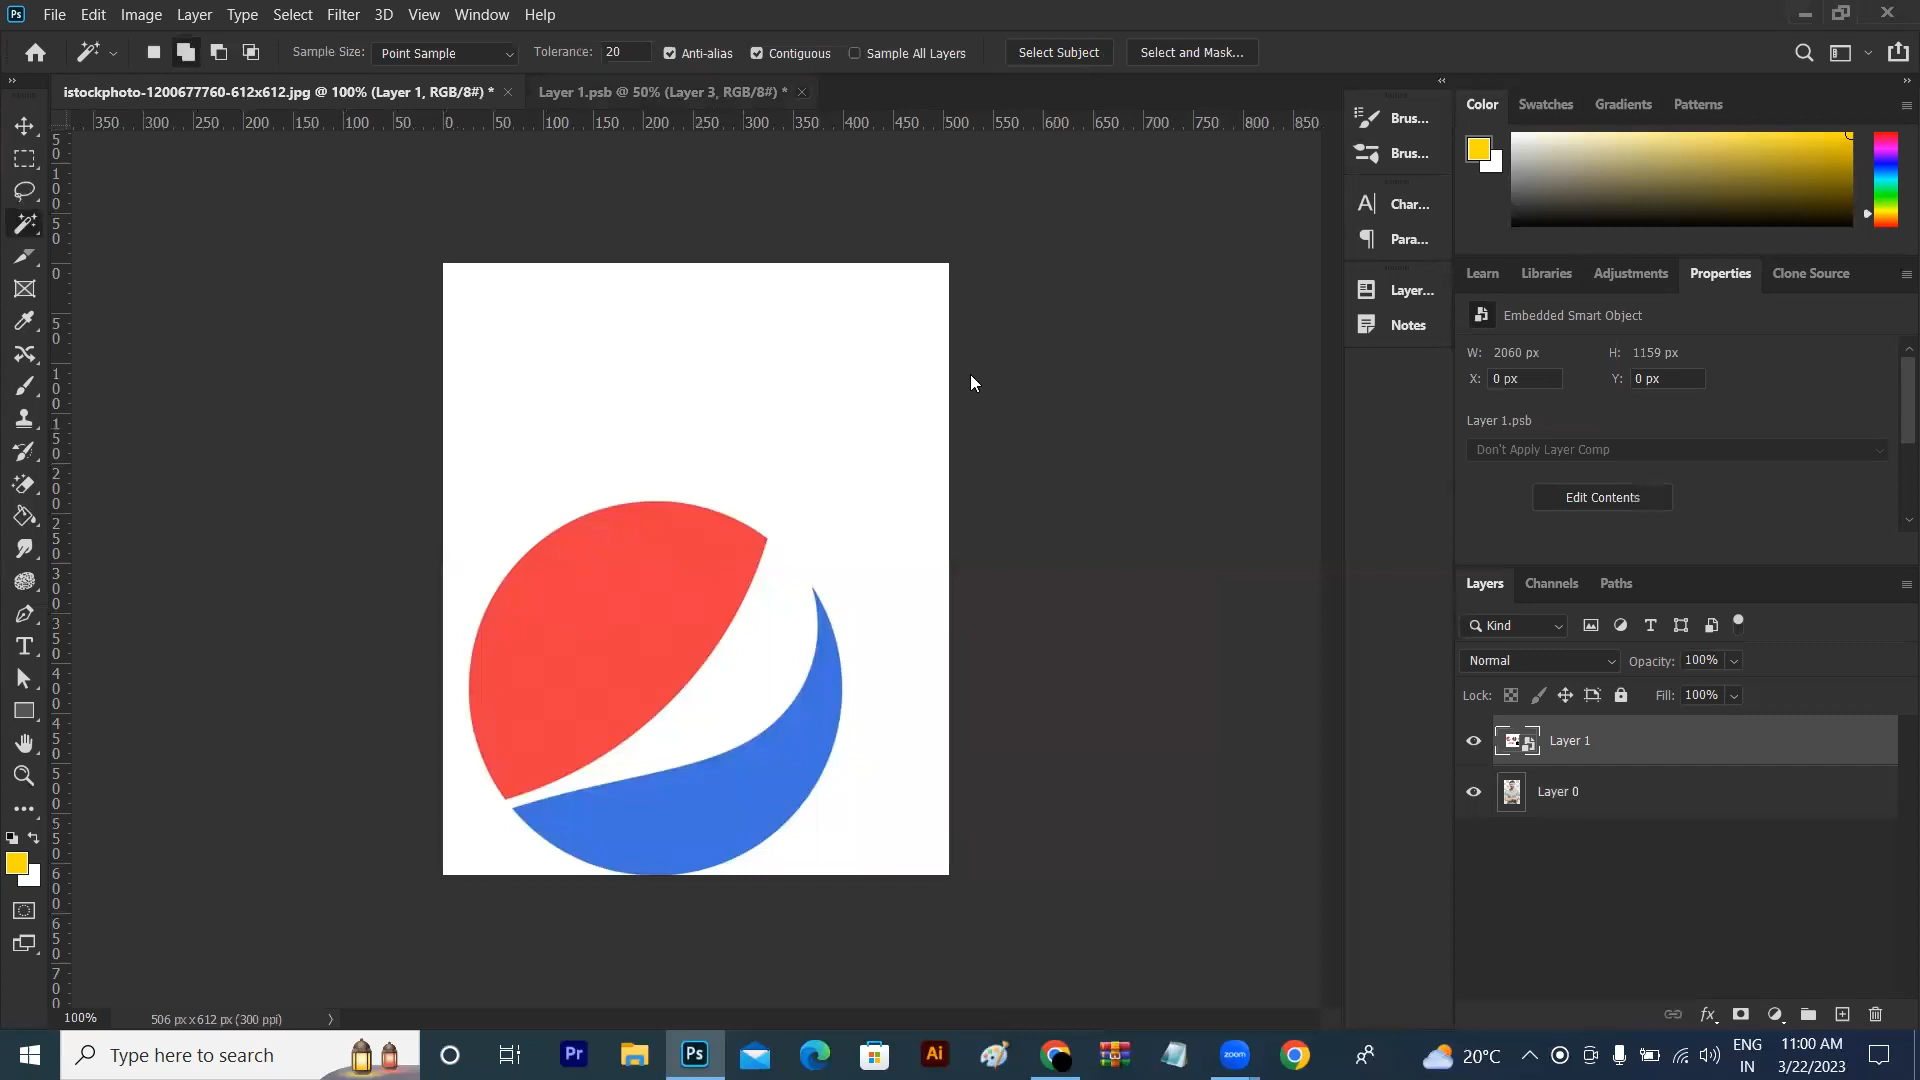 Ps File Edit Image Layer Type Select Filter 3D View Window Help
Sample Size: Point Sample Tolerance: 20 Anti-alias Contiguous Sample All Layers Select Subject Select and Mask...
istockphoto-1200677760-612x612.jpg @ 100% (Layer 1, RGB/8#) * Layer 1.psb @ 50% (Layer 3, RGB/8#) *
350 300 250 200 150 100 50 0 50 100 150 200 250 300 350 400 450 500 550 600 650 700 750 800 850
Brus...
Brus...
Char...
Para...
Layer...
Notes
Color Swatches Gradients Patterns
Learn Libraries Adjustments Properties Clone Source
Embedded Smart Object
W: 2060 px H: 1159 px
X: 0 px Y: 0 px
Layer 1.psb
Don't Apply Layer Comp
Edit Contents
Layers Channels Paths
Kind
Normal Opacity: 100%
Lock: Fill: 100%
Layer 1
Layer 0
fx
100% 506 px x 612 px (300 ppi)
Type here to search Pr Ps Ai zoom 20°C ENG 11:00 AM
IN 3/22/2023